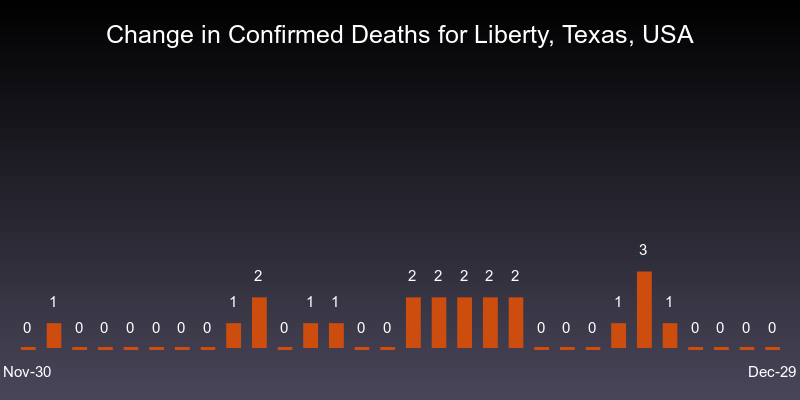 Change in Confirmed Deaths for Liberty, Texas, USA
3
2 2 2 2 2 2
1 1 1 1 1 1
0 0 0 0 0 0 0 0 0 0 0 0 0 0 0 0 0
Nov-30 Dec-29